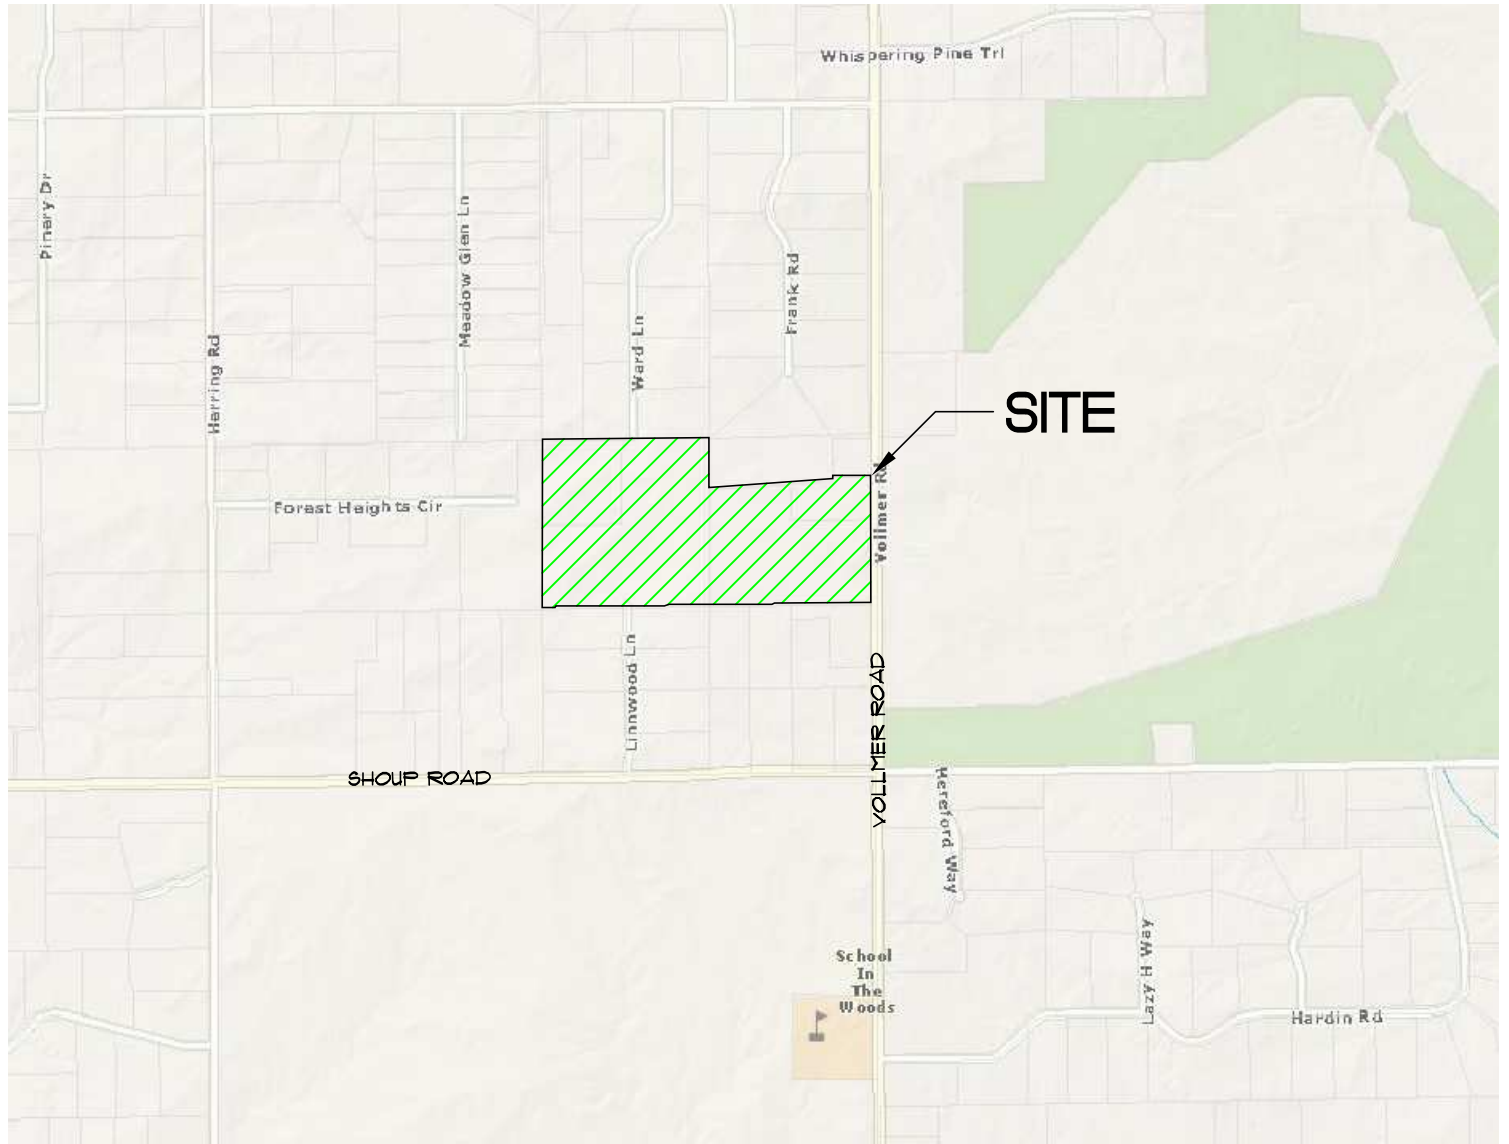 Whispering Pine Trl
Pinery Dr
Meadow Glen Ln
Frank Rd
Ward Ln
Herring Rd
SITE
Vollmer Rd
Forest Heights Cir
Linnwood Ln
VOLLMER ROAD
SHOUP ROAD
Hereford Way
Lazy H Way
School
In
The
Woods
Hardin Rd